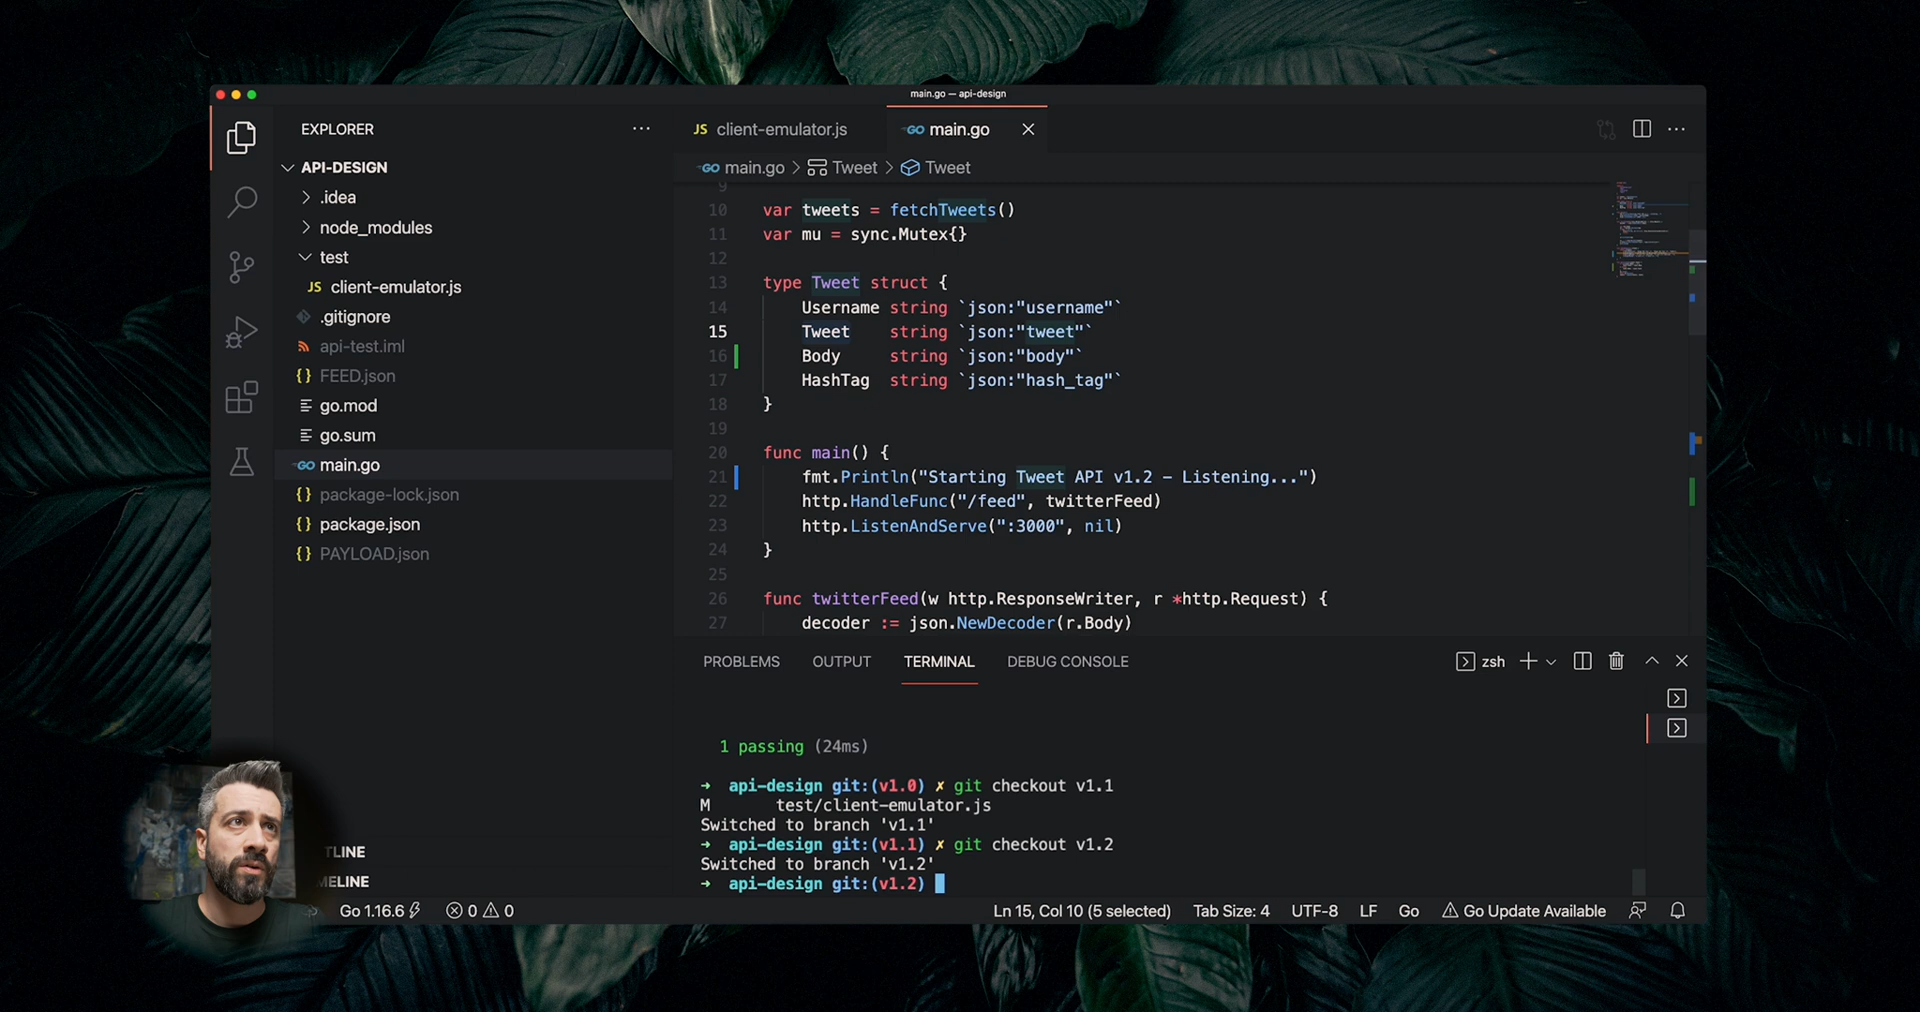 main.go — api-design
EXPLORER
API-DESIGN
.idea
node_modules
test
JS client-emulator.js
.gitignore
api-test.iml
{} FEED.json
go.mod
go.sum
GO main.go
{} package-lock.json
{} package.json
{} PAYLOAD.json
TLINE
MELINE
JS client-emulator.js
GO main.go
GO main.go > Tweet > Tweet
9
10 var tweets = fetchTweets()
11 var mu = sync.Mutex{}
12
13 type Tweet struct {
14 Username string `json:"username"`
15 Tweet string `json:"tweet"`
16 Body string `json:"body"`
17 HashTag string `json:"hash_tag"`
18 }
19
20 func main() {
21 fmt.Println("Starting Tweet API v1.2 - Listening...")
22 http.HandleFunc("/feed", twitterFeed)
23 http.ListenAndServe(":3000", nil)
24 }
25
26 func twitterFeed(w http.ResponseWriter, r *http.Request) {
27 decoder := json.NewDecoder(r.Body)
PROBLEMS OUTPUT TERMINAL DEBUG CONSOLE
zsh
1 passing (24ms)
➜ api-design git:(v1.0) ✗ git checkout v1.1
M test/client-emulator.js
Switched to branch 'v1.1'
➜ api-design git:(v1.1) ✗ git checkout v1.2
Switched to branch 'v1.2'
➜ api-design git:(v1.2)
Go 1.16.6 0 0 Ln 15, Col 10 (5 selected) Tab Size: 4 UTF-8 LF Go Go Update Available